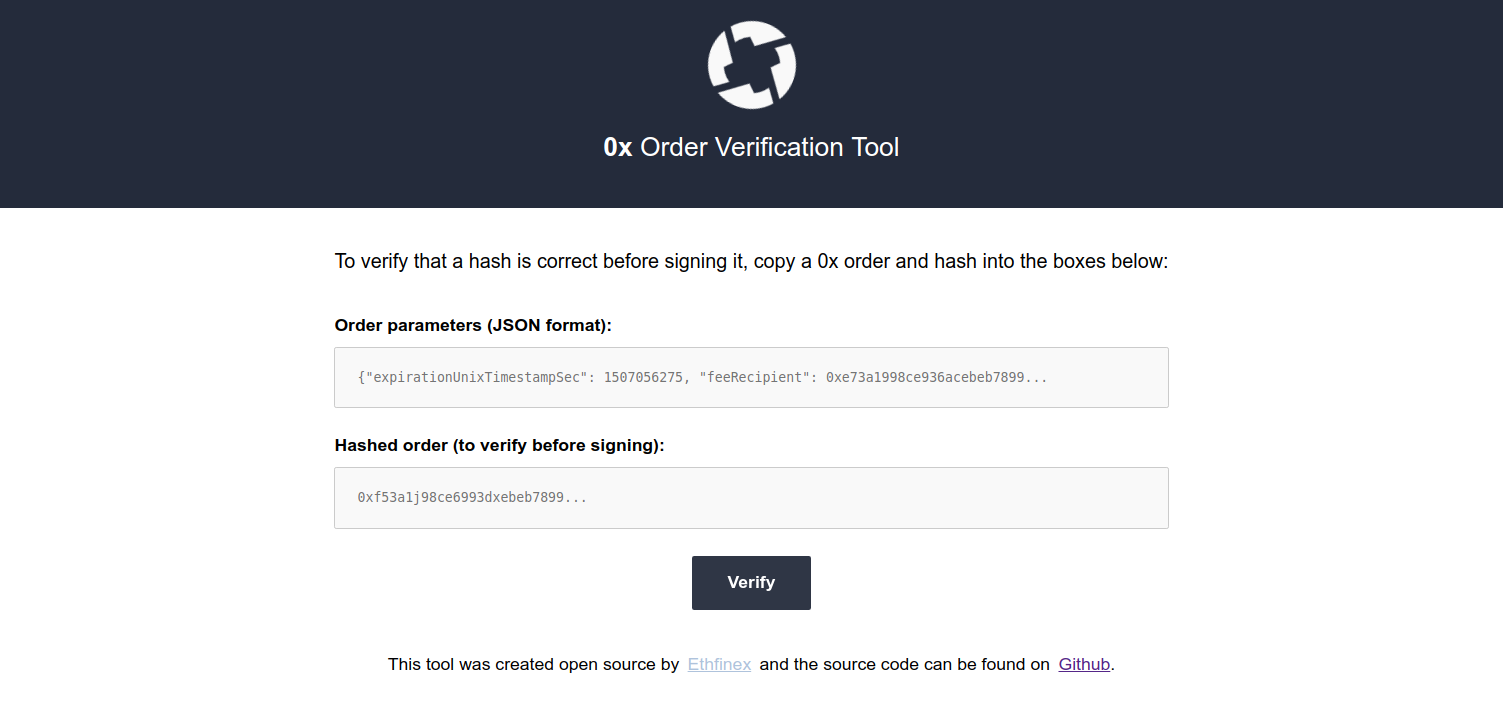 0x Order Verification Tool
To verify that a hash is correct before signing it, copy a 0x order and hash into the boxes below:
Order parameters (JSON format):
{"expirationUnixTimestampSec": 1507056275, "feeRecipient": 0xe73a1998ce936acebeb7899...
Hashed order (to verify before signing):
0xf53a1j98ce6993dxebeb7899...
Verify
This tool was created open source by Ethfinex and the source code can be found on Github.